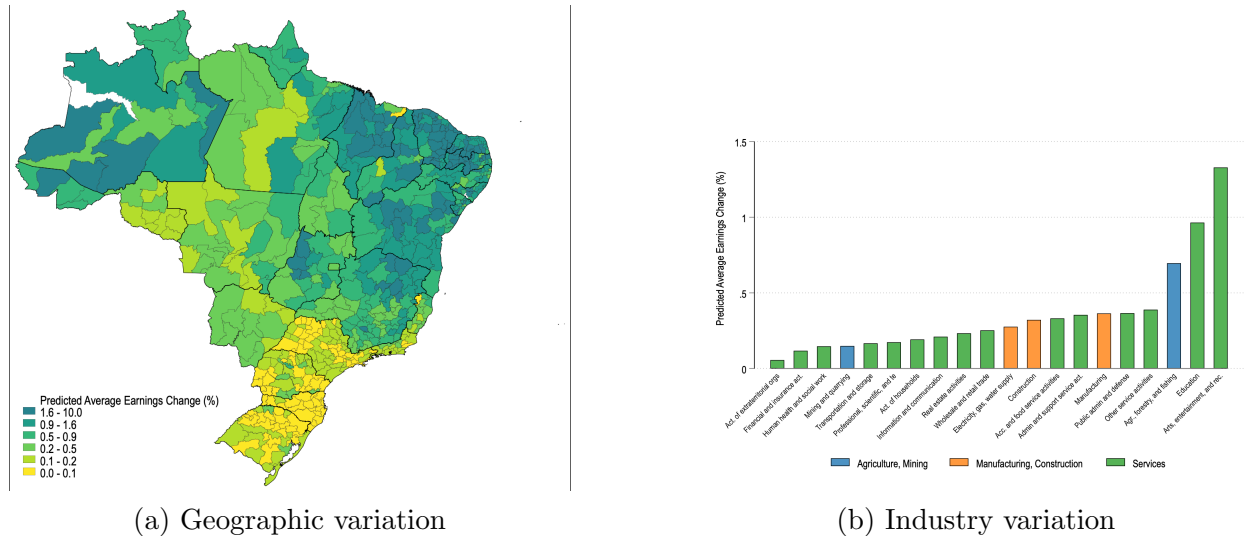 Predicted Average Earnings Change (%)
1.6 - 10.0
0.9 - 1.6
0.5 - 0.9
0.2 - 0.5
0.1 - 0.2
0.0 - 0.1
(a) Geographic variation
Predicted Average Earnings Change (%)
1.5
1
.5
0
Act. of extraterritorial orgs
Financial and insurance act.
Human health and social work
Mining and quarrying
Transportation and storage
Professional, scientific, and te
Act. of households
Information and communication
Real estate activities
Wholesale and retail trade
Electricity, gas, water supply
Construction
Acc. and food service activities
Admin and support service act.
Manufacturing
Public admin and defense
Other service activities
Agr., forestry, and fishing
Education
Arts, entertainment, and rec.
Agriculture, Mining
Manufacturing, Construction
Services
(b) Industry variation